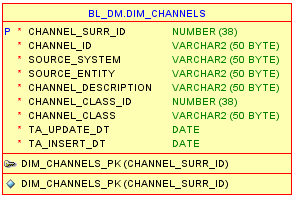 BL_DM.DIM_CHANNELS
P * CHANNEL_SURR_ID NUMBER (38)
* CHANNEL_ID VARCHAR2 (50 BYTE)
* SOURCE_SYSTEM VARCHAR2 (50 BYTE)
* SOURCE_ENTITY VARCHAR2 (50 BYTE)
* CHANNEL_DESCRIPTION VARCHAR2 (50 BYTE)
* CHANNEL_CLASS_ID NUMBER (38)
* CHANNEL_CLASS VARCHAR2 (50 BYTE)
* TA_UPDATE_DT DATE
* TA_INSERT_DT DATE
DIM_CHANNELS_PK (CHANNEL_SURR_ID)
DIM_CHANNELS_PK (CHANNEL_SURR_ID)